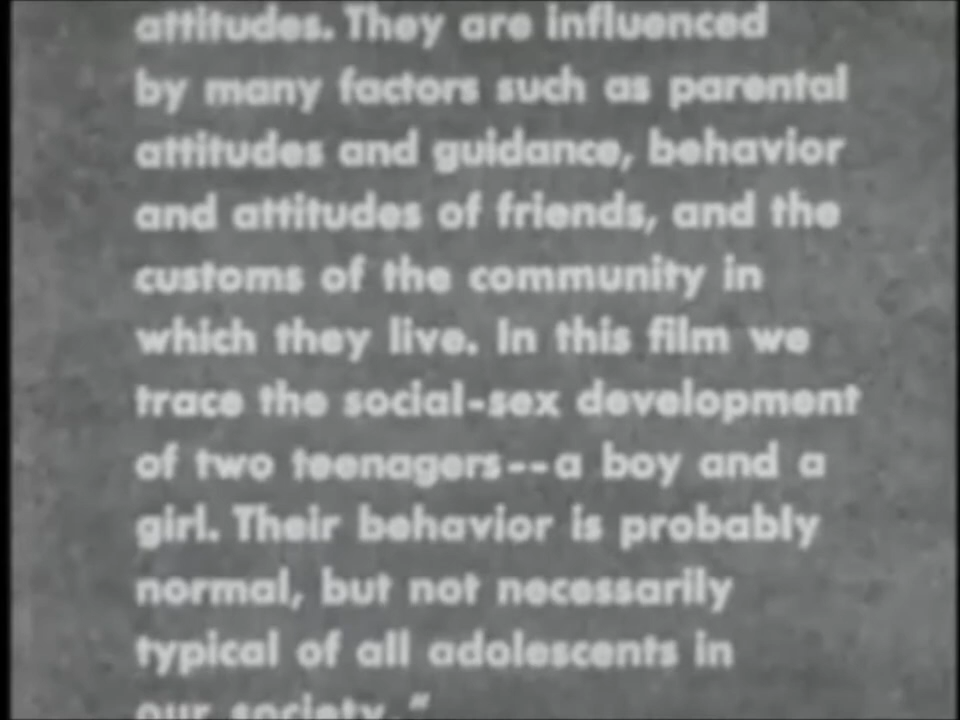 attitudes. They are influenced
by many factors such as parental
attitudes and guidance, behavior
and attitudes of friends, and the
customs of the community in
which they live. In this film we
trace the social-sex development
of two teenagers--a boy and a
girl. Their behavior is probably
normal, but not necessarily
typical of all adolescents in
our society."